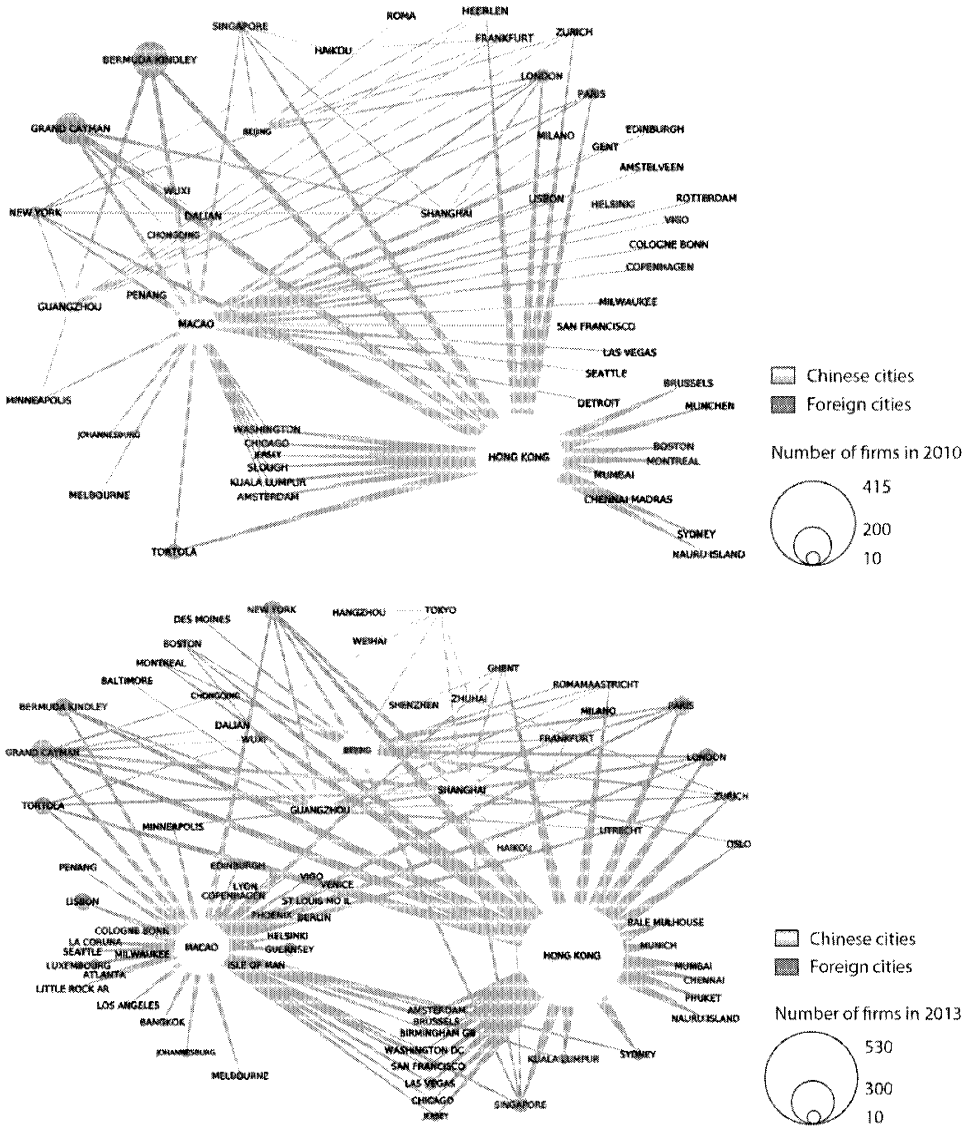 ROMA
HEERLEN
SINGAPORE
HAIKOU
FRANKFURT
ZURICH
BERMUDA KINDLEY
LONDON
PARIS
GRAND CAYMAN
BEIJING
MILANO
EDINBURGH
GENT
AMSTELVEEN
WUXI
NEW YORK
DALIAN
SHANGHAI
LISBON
HELSINKI
ROTTERDAM
VIGO
CHONGQING
COLOGNE BONN
COPENHAGEN
GUANGZHOU
PENANG
MACAO
MILWAUKEE
SAN FRANCISCO
LAS VEGAS
SEATTLE
BRUSSELS
Chinese cities
MINNEAPOLIS
DETROIT
MUNCHEN
Foreign cities
JOHANNESBURG
WASHINGTON
CHICAGO
JERSEY
SLOUGH
KUALA LUMPUR
AMSTERDAM
HONG KONG
BOSTON
MONTREAL
MUMBAI
Number of firms in 2010
415
MELBOURNE
CHENNAI MADRAS
200
SYDNEY
TORTOLA
NAURU ISLAND
10
NEW YORK
HANGZHOU
TOKYO
DES MOINES
BOSTON
WEIHAI
MONTREAL
GHENT
BALTIMORE
CHONGQING
SHENZHEN
ZHUHAI
ROMAMAASTRICHT
BERMUDA KINDLEY
MILANO
PARIS
DALIAN
WUXI
FRANKFURT
GRAND CAYMAN
BEIJING
LONDON
SHANGHAI
ZURICH
TORTOLA
GUANGZHOU
MINNEAPOLIS
UTRECHT
HAIKOU
OSLO
PENANG
EDINBURGH
VIGO
LYON
VENICE
COPENHAGEN
LISBON
ST LOUIS MO IL
PHOENIX
BERLIN
BALE MULHOUSE
COLOGNE BONN
HELSINKI
LA CORUNA
MACAO
GUERNSEY
MUNICH
Chinese cities
SEATTLE
MILWAUKEE
HONG KONG
LUXEMBOURG
ISLE OF MAN
MUMBAI
Foreign cities
ATLANTA
CHENNAI
LITTLE ROCK AR
PHUKET
LOS ANGELES
AMSTERDAM
NAURU ISLAND
Number of firms in 2013
BANGKOK
BRUSSELS
BIRMINGHAM GB
530
JOHANNESBURG
WASHINGTON DC
SYDNEY
KUALA LUMPUR
SAN FRANCISCO
MELBOURNE
LAS VEGAS
300
CHICAGO
SINGAPORE
JERSEY
10